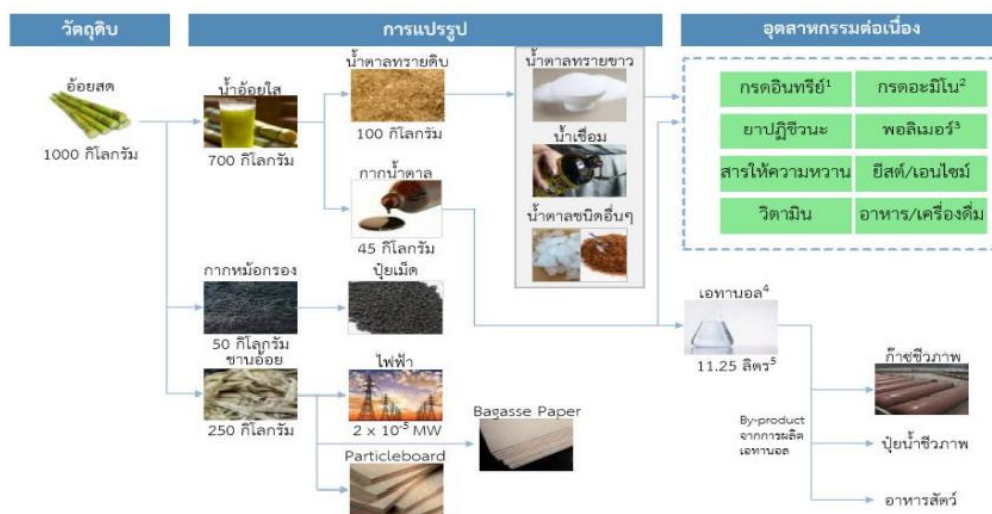 วัตถุดิบ
การแปรรูป
อุตสาหกรรมต่อเนื่อง
อ้อยสด
1000 กิโลกรัม
น้ำอ้อยใส
700 กิโลกรัม
น้ำตาลทรายดิบ
100 กิโลกรัม
กากน้ำตาล
45 กิโลกรัม
น้ำตาลทรายขาว
น้ำเชื่อม
น้ำตาลชนิดอื่นๆ
กรดอินทรีย์¹
กรดอะมิโน²
ยาปฏิชีวนะ
พอลิเมอร์³
สารให้ความหวาน
ยีสต์/เอนไซม์
วิตามิน
อาหาร/เครื่องดื่ม
กากหม้อกรอง
50 กิโลกรัม
ปุ๋ยเม็ด
ชานอ้อย
250 กิโลกรัม
ไฟฟ้า
2 × 10⁻⁵ MW
Particleboard
Bagasse Paper
เอทานอล⁴
11.25 ลิตร⁵
By-product
จากการผลิต
เอทานอล
ก๊าซชีวภาพ
ปุ๋ยน้ำชีวภาพ
อาหารสัตว์